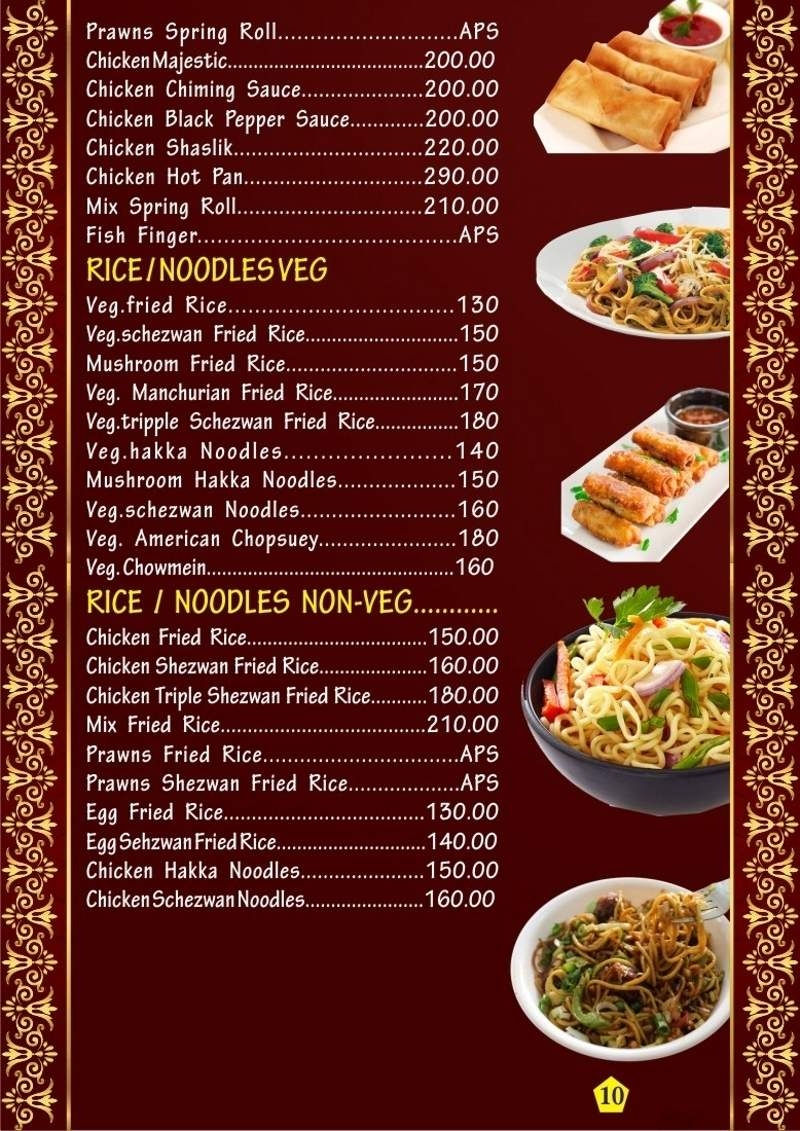 Prawns Spring Roll............................APS
Chicken Majestic......................................200.00
Chicken Chiming Sauce.....................200.00
Chicken Black Pepper Sauce.............200.00
Chicken Shaslik.................................220.00
Chicken Hot Pan...............................290.00
Mix Spring Roll.................................210.00
Fish Finger............................................APS
RICE/NOODLES VEG
Veg.fried Rice..................................130
Veg.schezwan Fried Rice..............................150
Mushroom Fried Rice..............................150
Veg. Manchurian Fried Rice........................170
Veg.tripple Schezwan Fried Rice................180
Veg.hakka Noodles........................140
Mushroom Hakka Noodles.....................150
Veg.schezwan Noodles...........................160
Veg. American Chopsuey........................180
Veg. Chowmein................................................160
RICE / NOODLES NON-VEG............
Chicken Fried Rice...................................150.00
Chicken Shezwan Fried Rice.....................160.00
Chicken Triple Shezwan Fried Rice...........180.00
Mix Fried Rice........................................210.00
Prawns Fried Rice..................................APS
Prawns Shezwan Fried Rice...................APS
Egg Fried Rice.......................................130.00
Egg Sehzwan Fried Rice.............................140.00
Chicken Hakka Noodles........................150.00
Chicken Schezwan Noodles.......................160.00
10